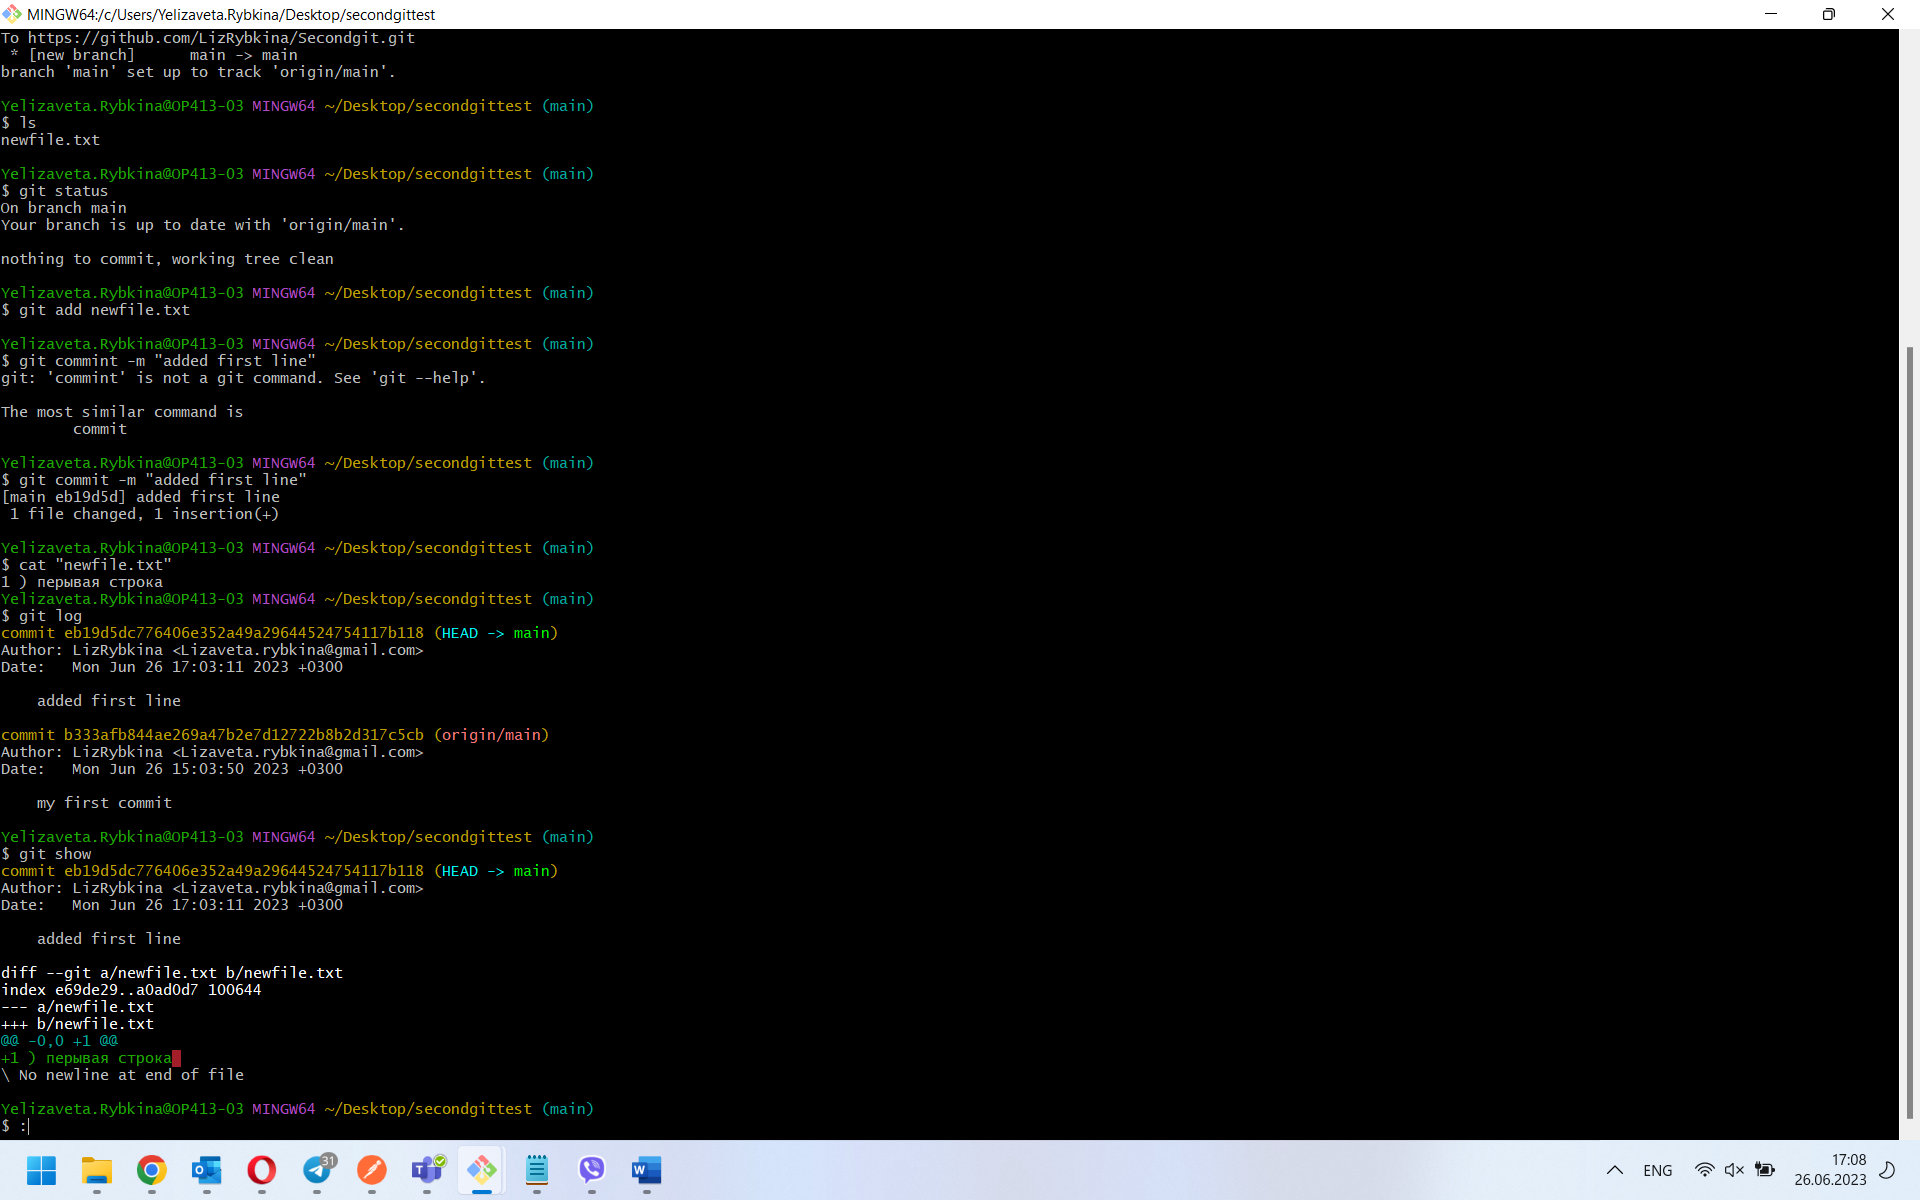 MINGW64:/c/Users/Yelizaveta.Rybkina/Desktop/secondgittest
To https://github.com/LizRybkina/Secondgit.git
 * [new branch]      main -> main
branch 'main' set up to track 'origin/main'.
Yelizaveta.Rybkina@OP413-03 MINGW64 ~/Desktop/secondgittest (main)
$ ls
newfile.txt
Yelizaveta.Rybkina@OP413-03 MINGW64 ~/Desktop/secondgittest (main)
$ git status
On branch main
Your branch is up to date with 'origin/main'.
nothing to commit, working tree clean
Yelizaveta.Rybkina@OP413-03 MINGW64 ~/Desktop/secondgittest (main)
$ git add newfile.txt
Yelizaveta.Rybkina@OP413-03 MINGW64 ~/Desktop/secondgittest (main)
$ git commint -m "added first line"
git: 'commint' is not a git command. See 'git --help'.
The most similar command is
        commit
Yelizaveta.Rybkina@OP413-03 MINGW64 ~/Desktop/secondgittest (main)
$ git commit -m "added first line"
[main eb19d5d] added first line
 1 file changed, 1 insertion(+)
Yelizaveta.Rybkina@OP413-03 MINGW64 ~/Desktop/secondgittest (main)
$ cat "newfile.txt"
1 ) перывая строка
Yelizaveta.Rybkina@OP413-03 MINGW64 ~/Desktop/secondgittest (main)
$ git log
commit eb19d5dc776406e352a49a29644524754117b118 (HEAD -> main)
Author: LizRybkina <Lizaveta.rybkina@gmail.com>
Date:   Mon Jun 26 17:03:11 2023 +0300
    added first line
commit b333afb844ae269a47b2e7d12722b8b2d317c5cb (origin/main)
Author: LizRybkina <Lizaveta.rybkina@gmail.com>
Date:   Mon Jun 26 15:03:50 2023 +0300
    my first commit
Yelizaveta.Rybkina@OP413-03 MINGW64 ~/Desktop/secondgittest (main)
$ git show
commit eb19d5dc776406e352a49a29644524754117b118 (HEAD -> main)
Author: LizRybkina <Lizaveta.rybkina@gmail.com>
Date:   Mon Jun 26 17:03:11 2023 +0300
    added first line
diff --git a/newfile.txt b/newfile.txt
index e69de29..a0ad0d7 100644
--- a/newfile.txt
+++ b/newfile.txt
@@ -0,0 +1 @@
+1 ) перывая строка
\ No newline at end of file
Yelizaveta.Rybkina@OP413-03 MINGW64 ~/Desktop/secondgittest (main)
$ :
31
ENG
17:08
26.06.2023